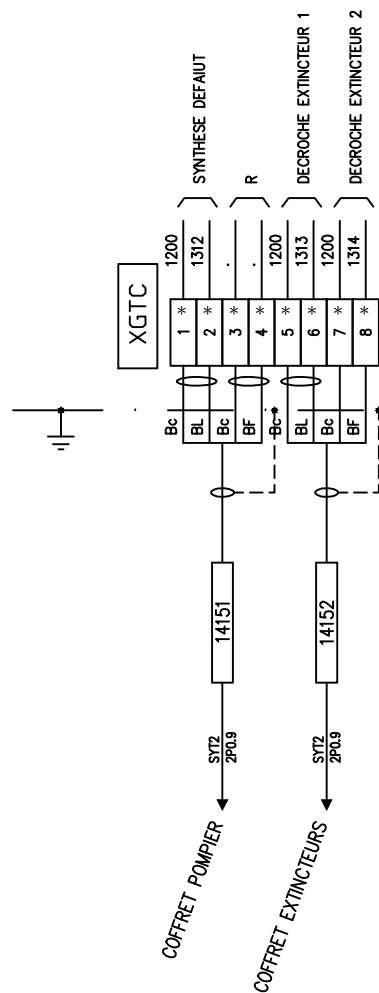 SYNTHESE DEFAIUT
R
DECROCHE EXTINCTEUR 1
DECROCHE EXTINCTEUR 2
1200
1312
.
.
1200
1313
1200
1314
XGTC
1 *
2 *
3 *
4 *
5 *
6 *
7 *
8 *
Bc
BL
Bc
BF
Bc
BL
Bc
BF
14151
14152
SYT2
2P0.9
SYT2
2P0.9
COFFRET POMPIER
COFFRET EXTINCTEURS